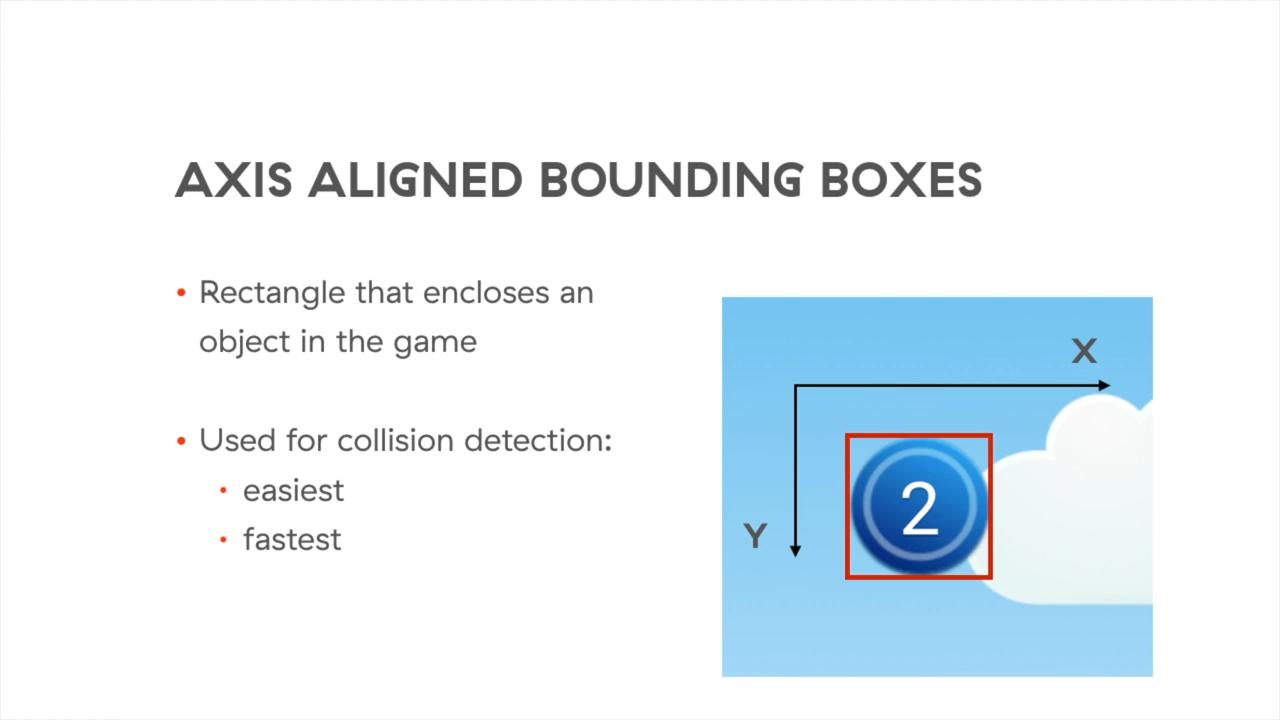 AXIS ALIGNED BOUNDING BOXES
• Rectangle that encloses an
object in the game
• Used for collision detection:
• easiest
• fastest
X
Y
2